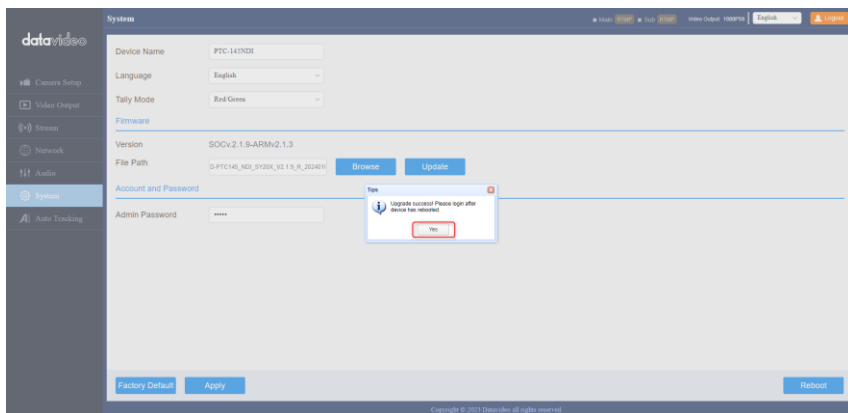 System
Main RTMP Sub RTMP Video Output 1080P50 English Logout
datavideo
Camera Setup
Video Output
Stream
Network
Audio
System
Auto Tracking
Device Name PTC-145NDI
Language English
Tally Mode Red/Green
Firmware
Version SOCv.2.1.9-ARMv2.1.3
File Path Browse Update
Account and Password
Admin Password •••••
Tips
Upgrade success! Please login after
device has rebooted
Yes
Factory Default Apply Reboot
Copyright © 2023 Datavideo all rights reserved